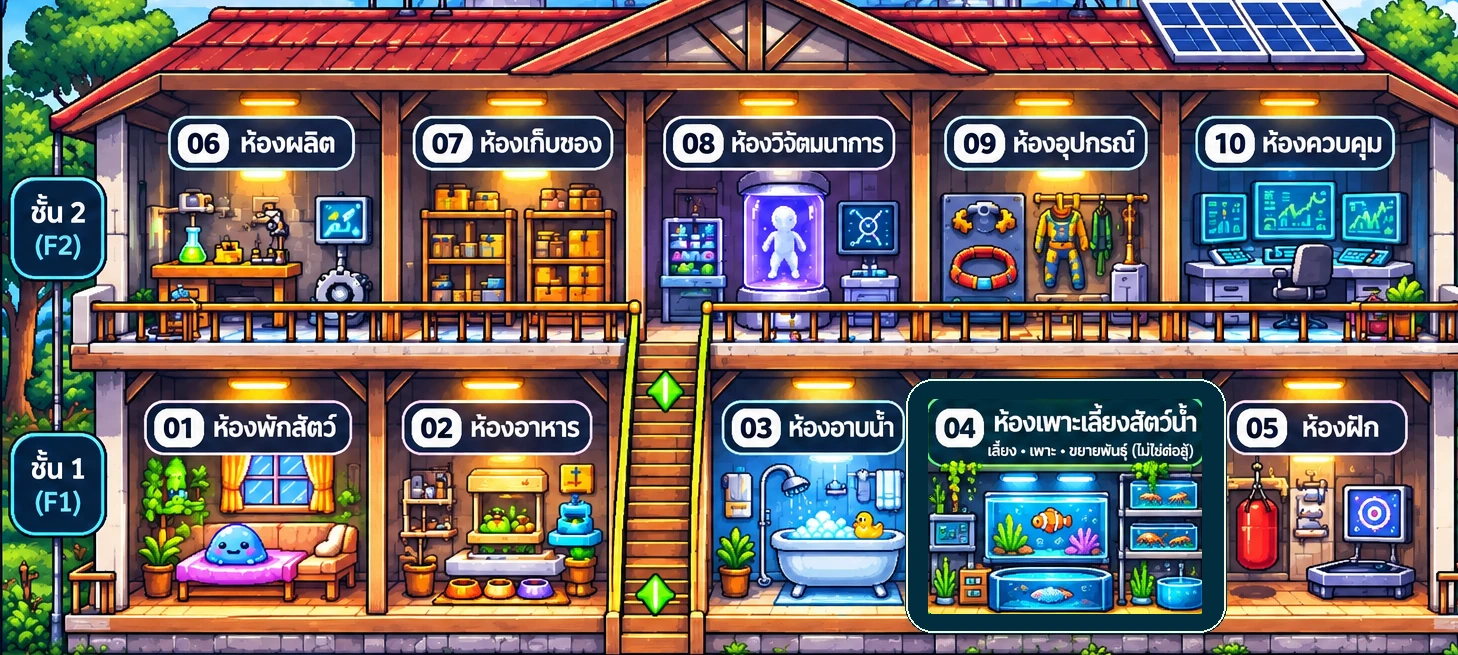 06 ห้องผลิต
07 ห้องเก็บของ
08 ห้องวิจัตมนาการ
09 ห้องอุปกรณ์
10 ห้องควบคุม
ชั้น 2
(F2)
01 ห้องพักสัตว์
02 ห้องอาหาร
03 ห้องอาบน้ำ
04 ห้องเพาะเลี้ยงสัตว์น้ำ
เลี้ยง • เพาะ • ขยายพันธุ์ (ไม่ใช่ต่อสู้)
05 ห้องฝึก
ชั้น 1
(F1)